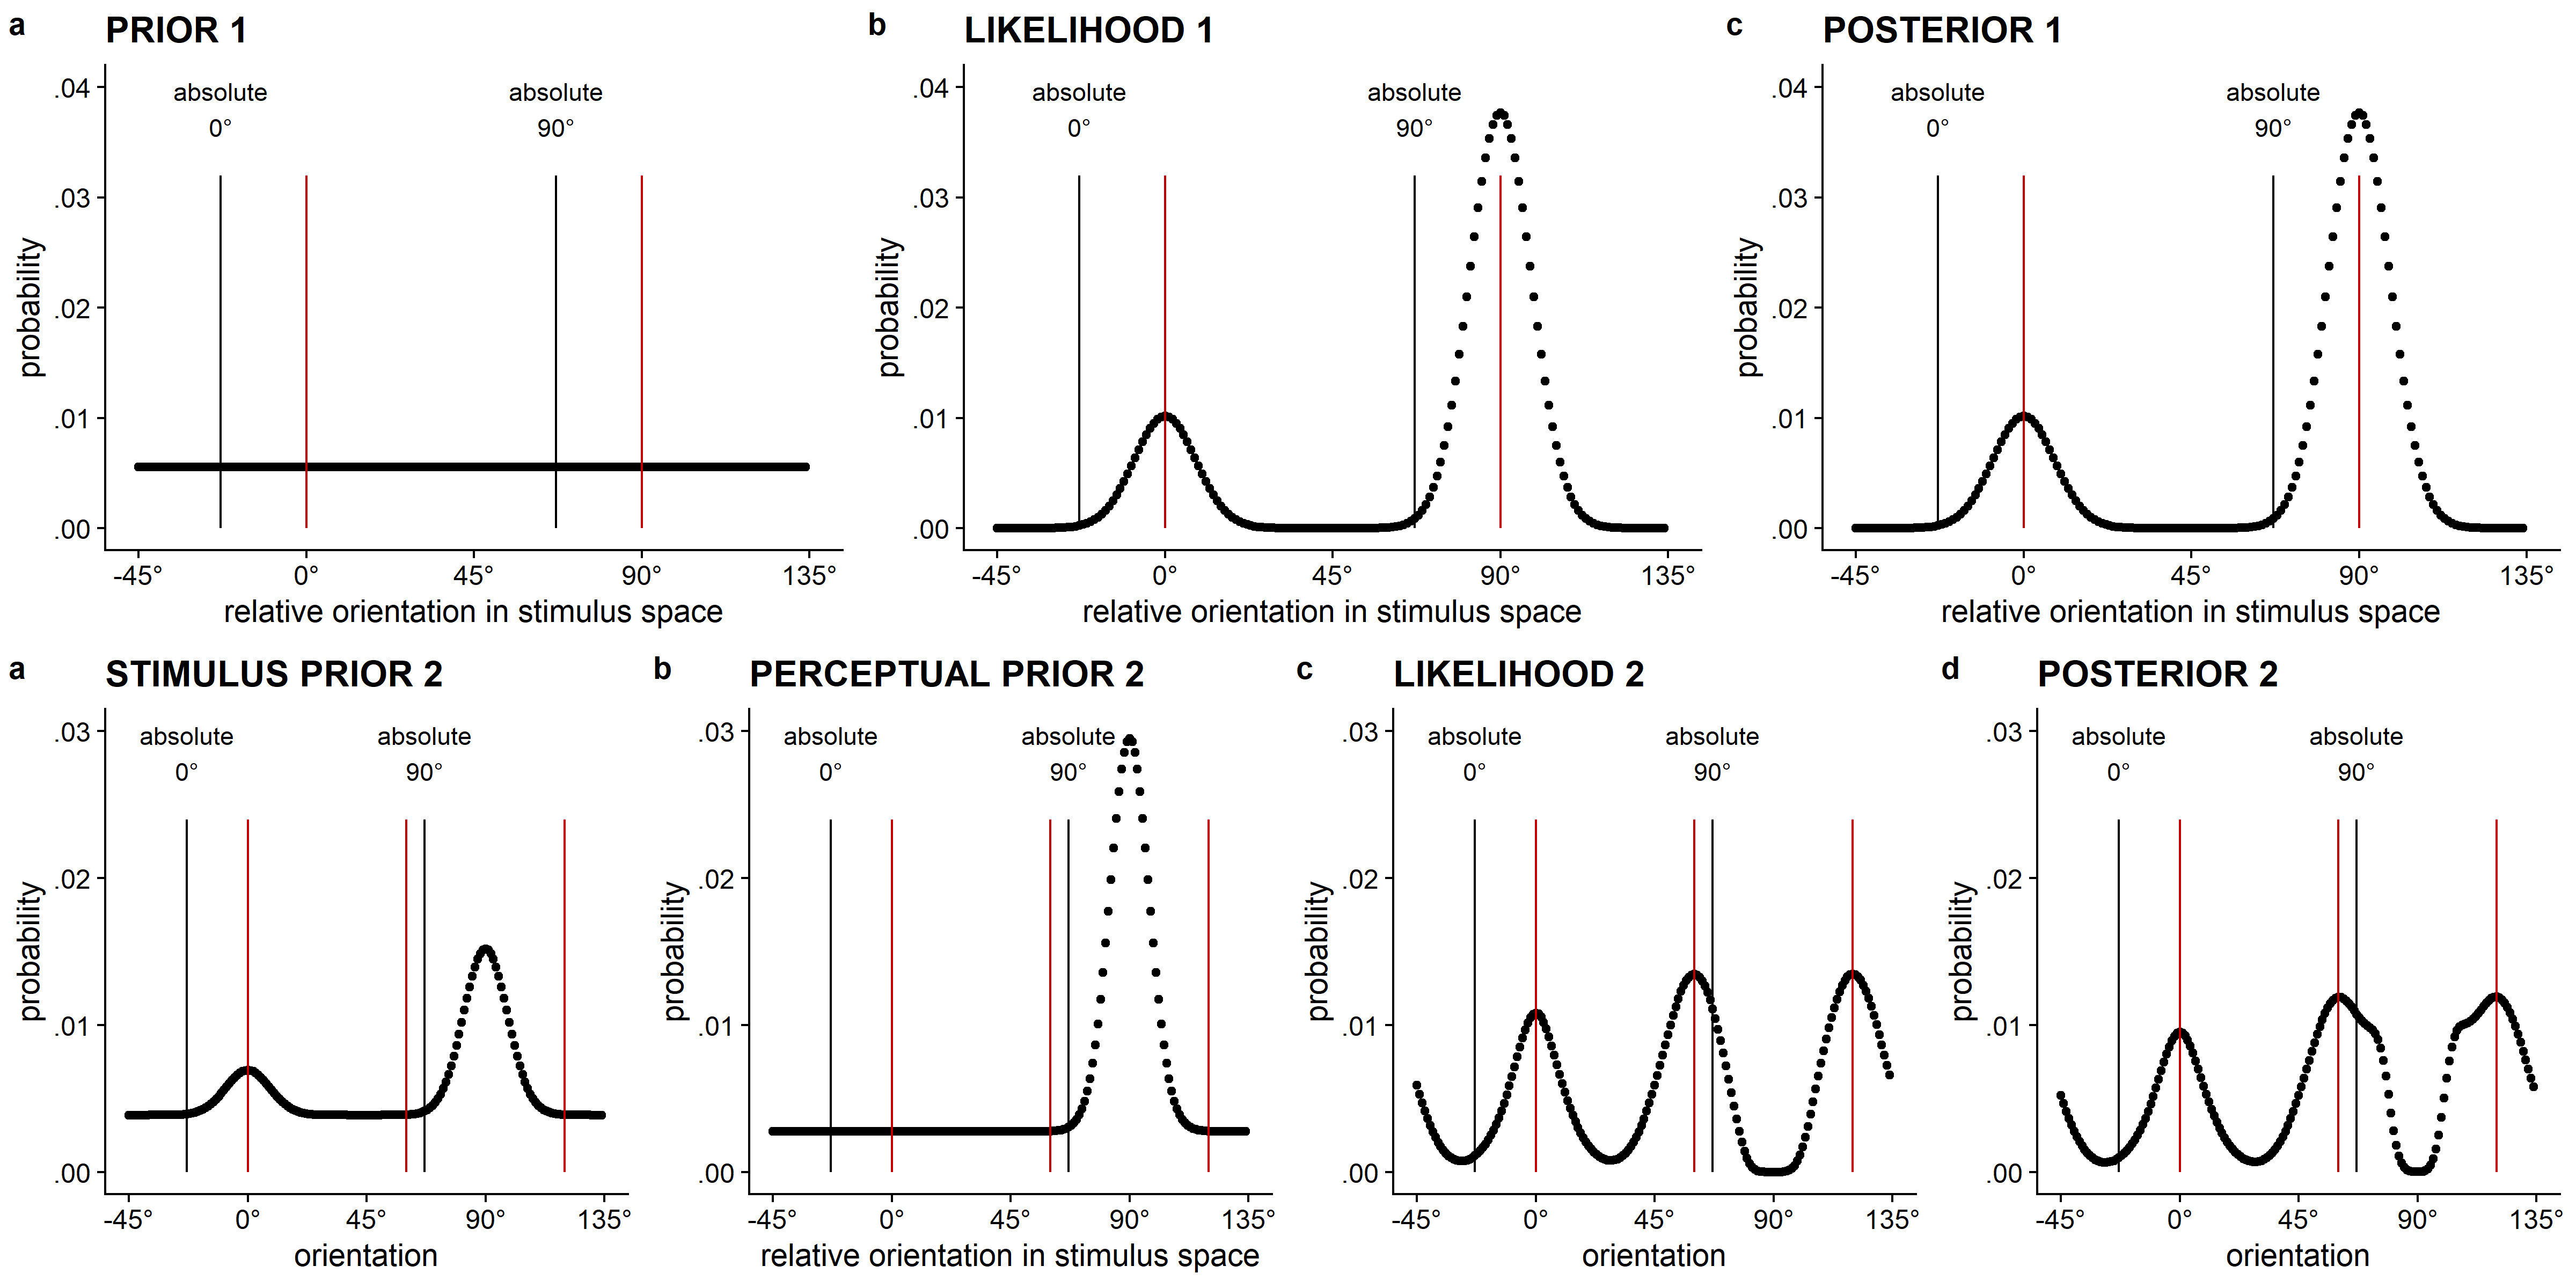 a PRIOR 1
absolute
0°
absolute
90°
.04
.03
.02
.01
.00
probability
-45° 0° 45° 90° 135°
relative orientation in stimulus space
b LIKELIHOOD 1
absolute
0°
absolute
90°
.04
.03
.02
.01
.00
probability
-45° 0° 45° 90° 135°
relative orientation in stimulus space
c POSTERIOR 1
absolute
0°
absolute
90°
.04
.03
.02
.01
.00
probability
-45° 0° 45° 90° 135°
relative orientation in stimulus space
a STIMULUS PRIOR 2
absolute
0°
absolute
90°
.03
.02
.01
.00
probability
-45° 0° 45° 90° 135°
orientation
b PERCEPTUAL PRIOR 2
absolute
0°
absolute
90°
.03
.02
.01
.00
probability
-45° 0° 45° 90° 135°
relative orientation in stimulus space
c LIKELIHOOD 2
absolute
0°
absolute
90°
.03
.02
.01
.00
probability
-45° 0° 45° 90° 135°
orientation
d POSTERIOR 2
absolute
0°
absolute
90°
.03
.02
.01
.00
probability
-45° 0° 45° 90° 135°
orientation